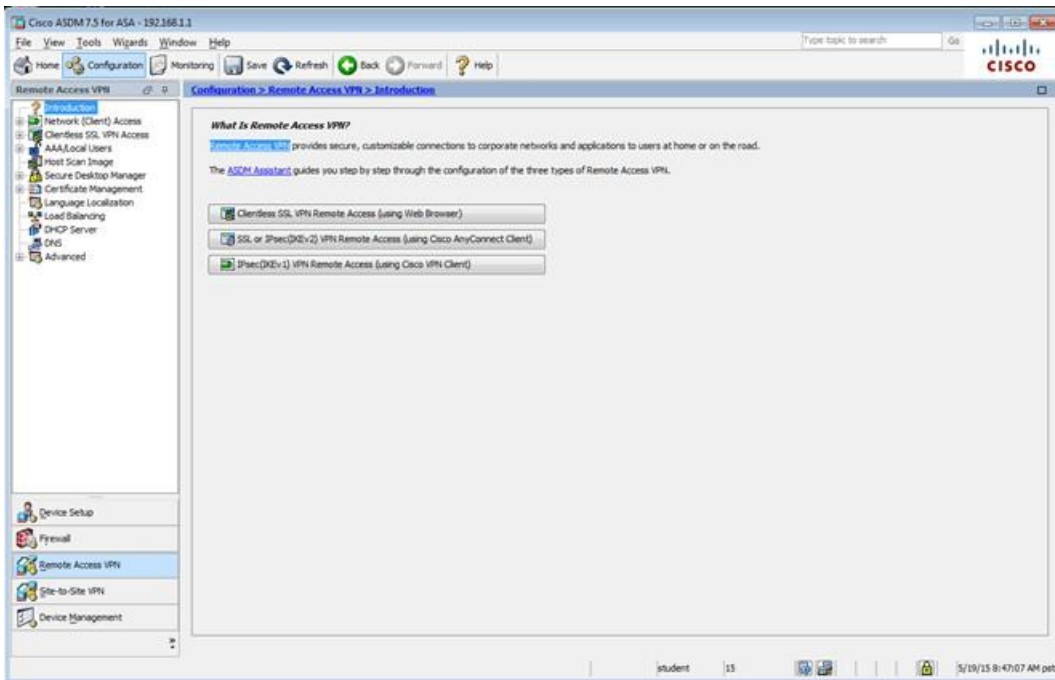 Cisco ASDM 7.5 for ASA - 192.168.1.1
File View Tools Wizards Window Help
Type topic to search Go
Home Configuration Monitoring Save Refresh Back Forward Help
CISCO
Remote Access VPN
Configuration > Remote Access VPN > Introduction
Introduction
Network (Client) Access
Clientless SSL VPN Access
AAA/Local Users
Host Scan Image
Secure Desktop Manager
Certificate Management
Language Localization
Load Balancing
DHCP Server
DNS
Advanced
What Is Remote Access VPN?
Remote Access VPN provides secure, customizable connections to corporate networks and applications to users at home or on the road.
The ASDM Assistant guides you step by step through the configuration of the three types of Remote Access VPN.
Clientless SSL VPN Remote Access (using Web Browser)
SSL or IPsec(IKEv2) VPN Remote Access (using Cisco AnyConnect Client)
IPsec(IKEv1) VPN Remote Access (using Cisco VPN Client)
Device Setup
Firewall
Remote Access VPN
Site-to-Site VPN
Device Management
student 15 5/19/15 8:47:07 AM pst